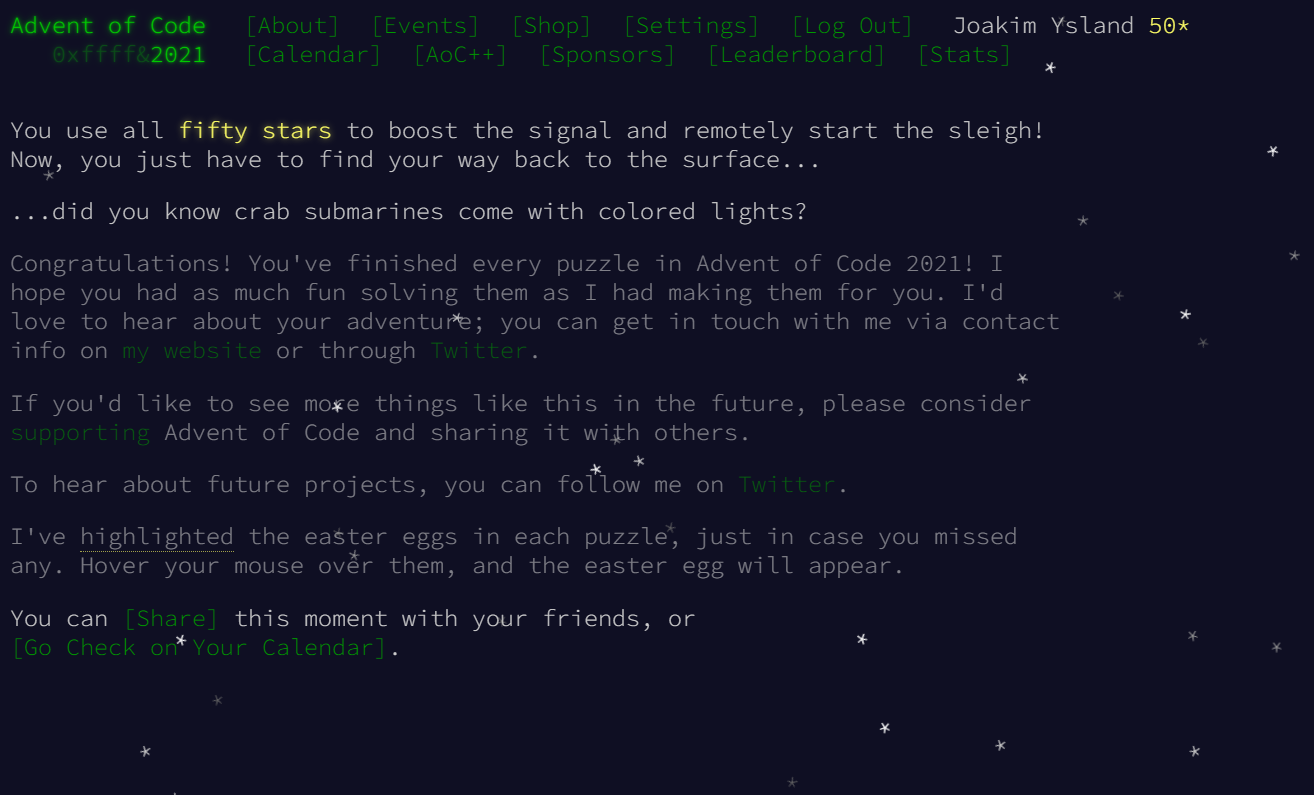 Advent of Code [About] [Events] [Shop] [Settings] [Log Out] Joakim Ysland 50*
0xffff&2021 [Calendar] [AoC++] [Sponsors] [Leaderboard] [Stats]
You use all fifty stars to boost the signal and remotely start the sleigh!
Now, you just have to find your way back to the surface...
...did you know crab submarines come with colored lights?
Congratulations! You've finished every puzzle in Advent of Code 2021! I
hope you had as much fun solving them as I had making them for you. I'd
love to hear about your adventure; you can get in touch with me via contact
info on my website or through Twitter.
If you'd like to see more things like this in the future, please consider
supporting Advent of Code and sharing it with others.
To hear about future projects, you can follow me on Twitter.
I've highlighted the easter eggs in each puzzle, just in case you missed
any. Hover your mouse over them, and the easter egg will appear.
You can [Share] this moment with your friends, or
[Go Check on Your Calendar].